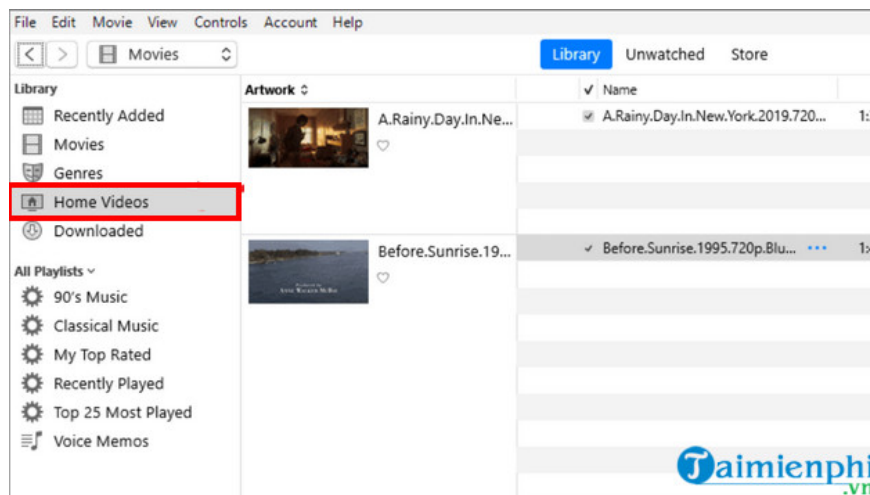 File Edit Movie View Controls Account Help
Movies
Library Unwatched Store
Library
Recently Added
Movies
Genres
Home Videos
Downloaded
All Playlists
90's Music
Classical Music
My Top Rated
Recently Played
Top 25 Most Played
Voice Memos
Artwork
Name
A.Rainy.Day.In.Ne...
A.Rainy.Day.In.New.York.2019.720...
1:
Before.Sunrise.19...
Before.Sunrise.1995.720p.Blu... ···
1:
Taimienphi
.vn